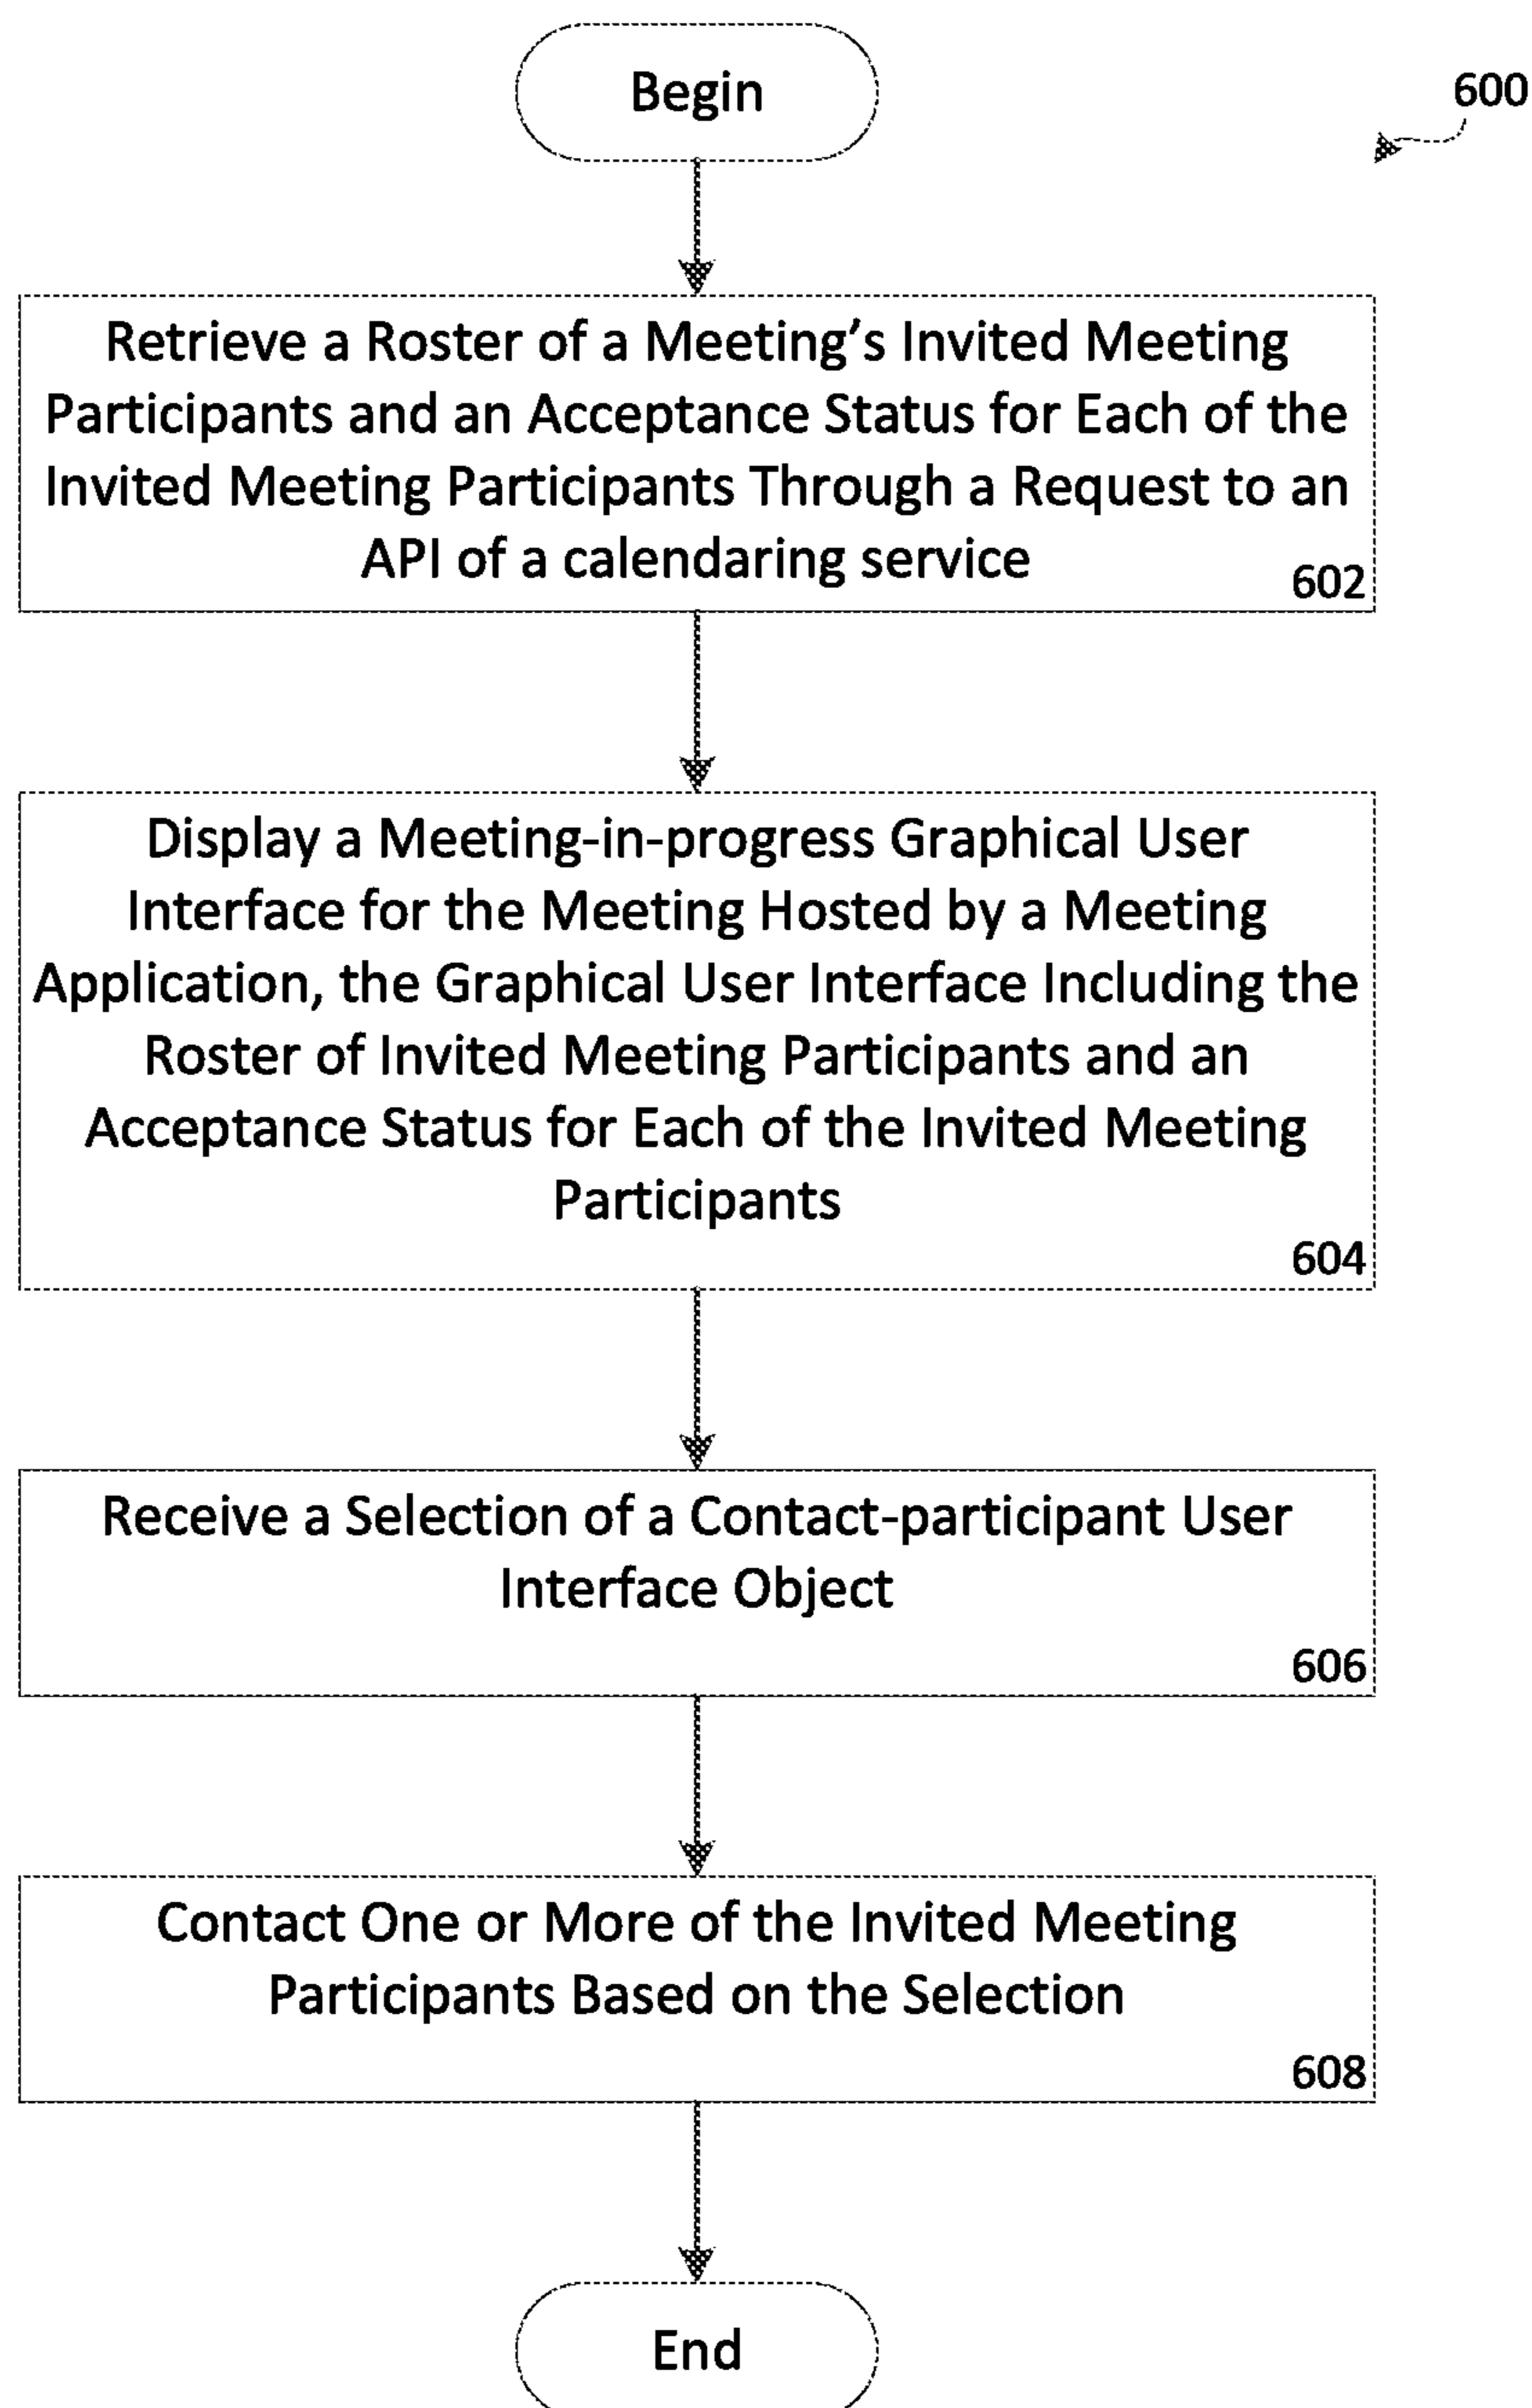 Begin
600
Retrieve a Roster of a Meeting’s Invited Meeting
Participants and an Acceptance Status for Each of the
Invited Meeting Participants Through a Request to an
API of a calendaring service
602
Display a Meeting-in-progress Graphical User
Interface for the Meeting Hosted by a Meeting
Application, the Graphical User Interface Including the
Roster of Invited Meeting Participants and an
Acceptance Status for Each of the Invited Meeting
Participants
604
Receive a Selection of a Contact-participant User
Interface Object
606
Contact One or More of the Invited Meeting
Participants Based on the Selection
608
End